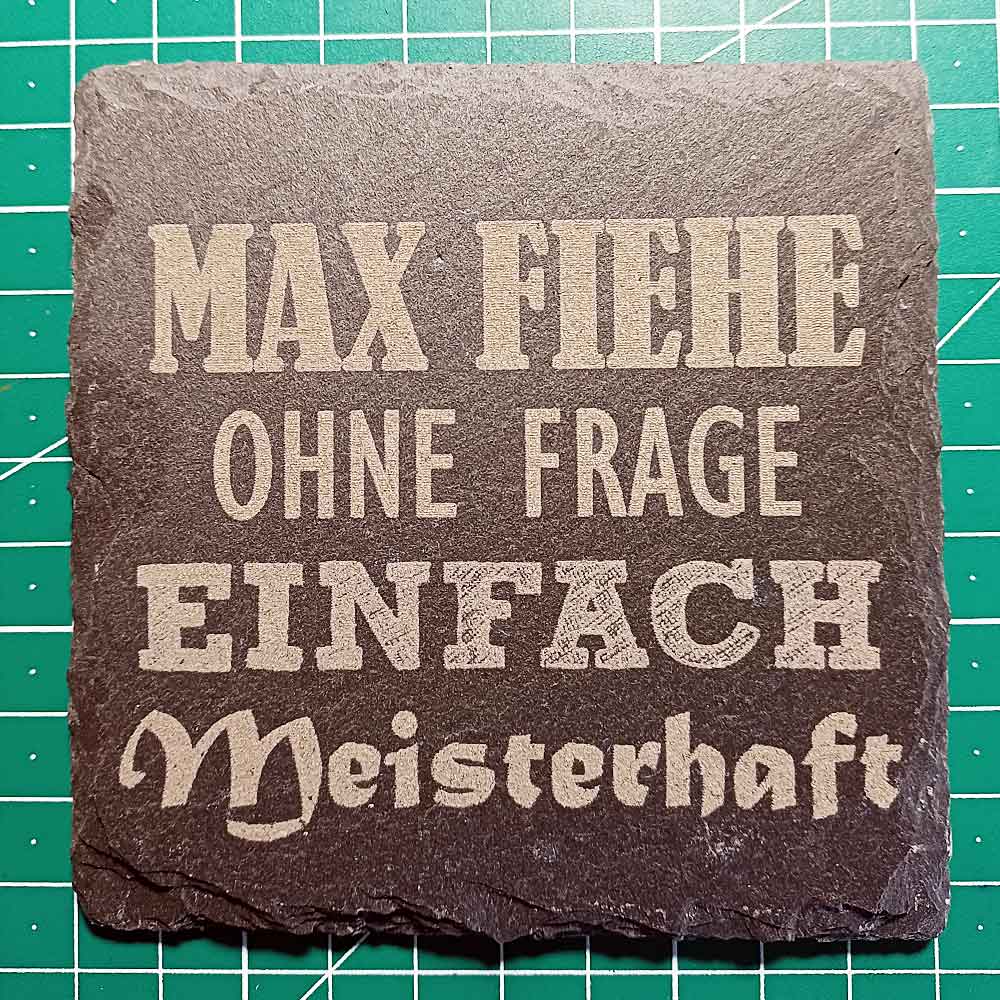 MAX FIEHE
OHNE FRAGE
EINFACH
Meisterhaft